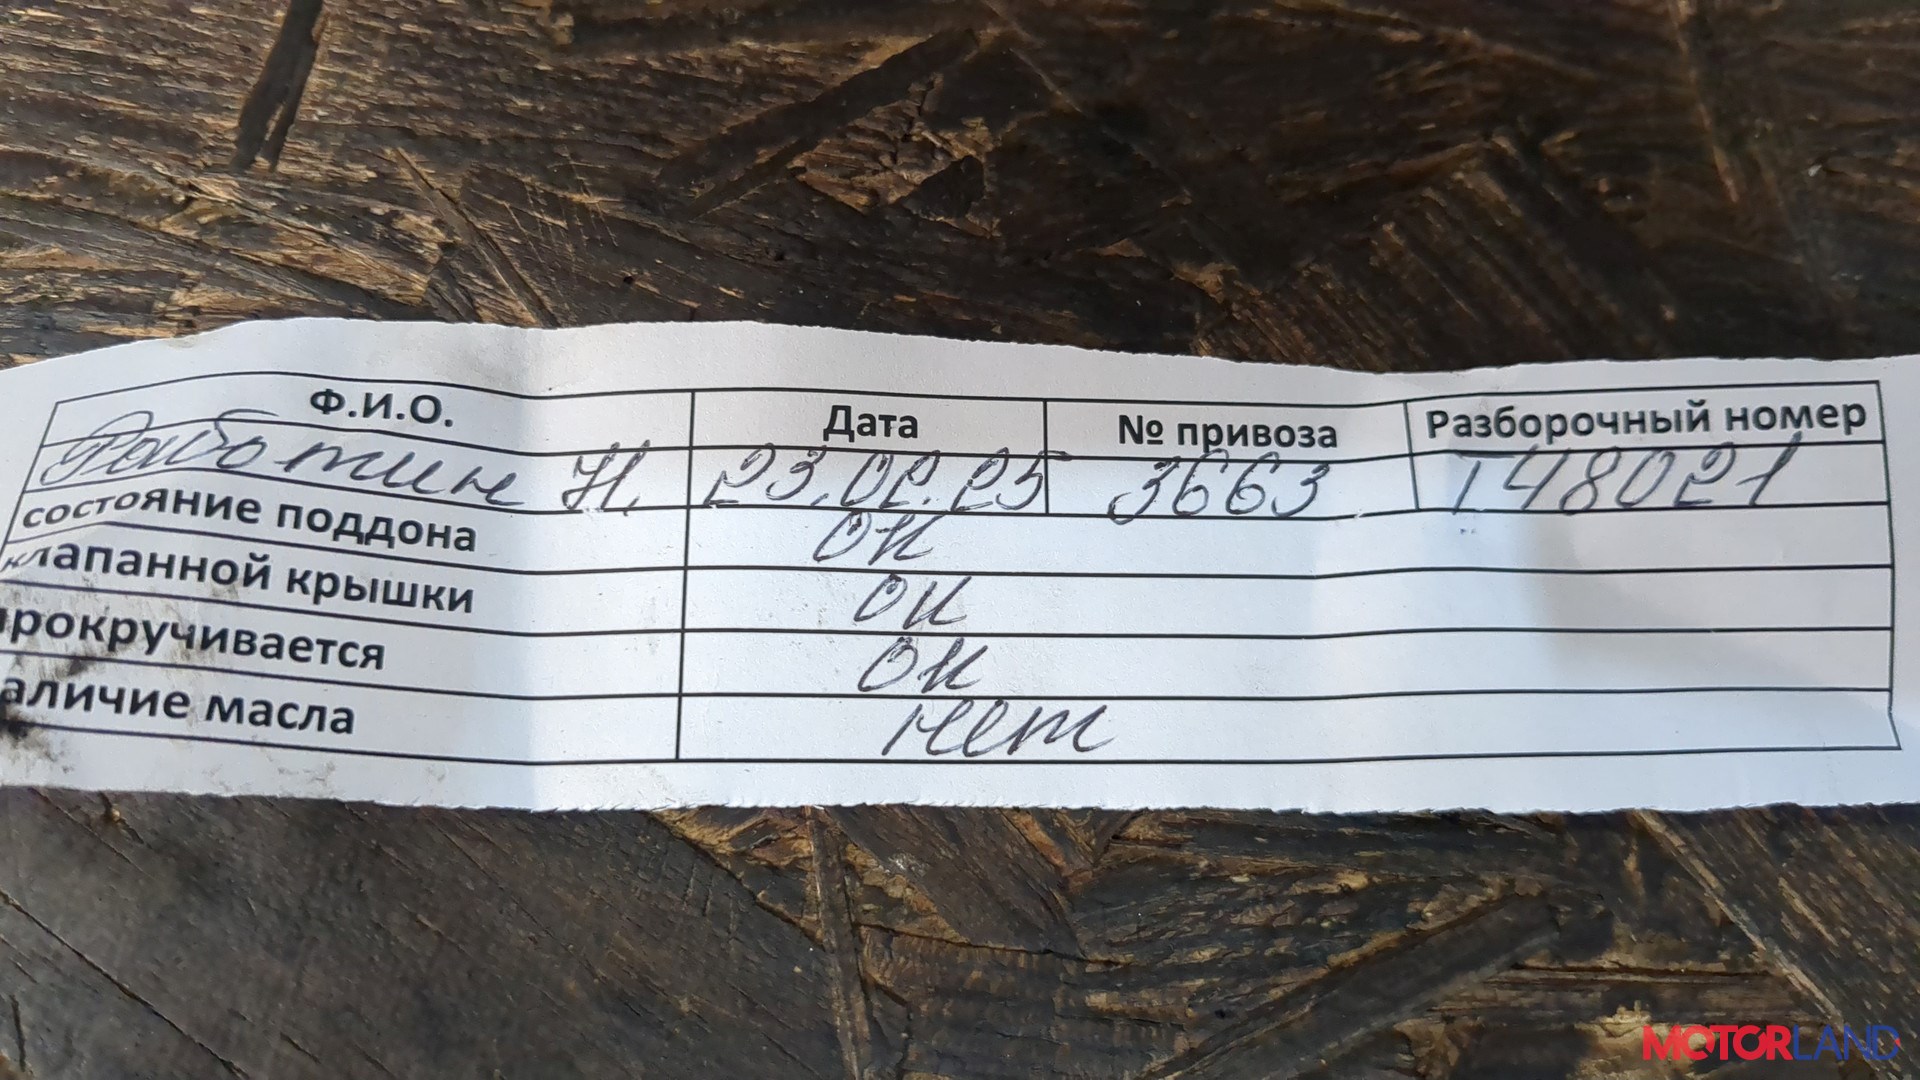 Ф.И.О. Дата № привоза Разборочный номер
Работин Н. 23.02.25 3663 Т48021
состояние поддона ок
клапанной крышки ок
прокручивается ок
аличие масла нет
MOTORLAND